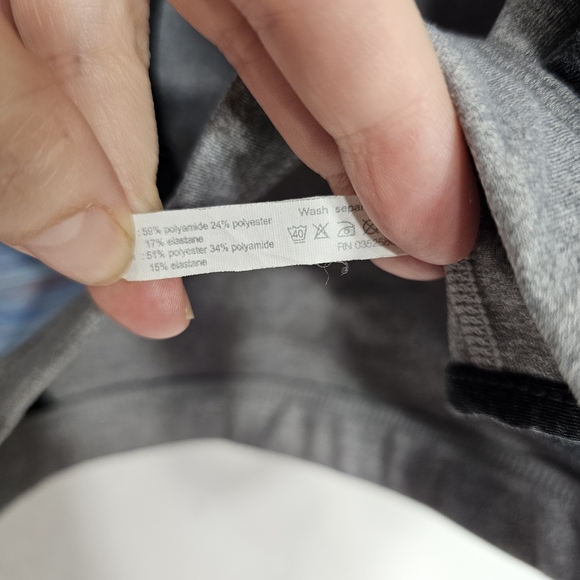 : 59% polyamide 24% polyester
17% elastane
: 51% polyester 34% polyamide
15% elastane
Wash
40
RN